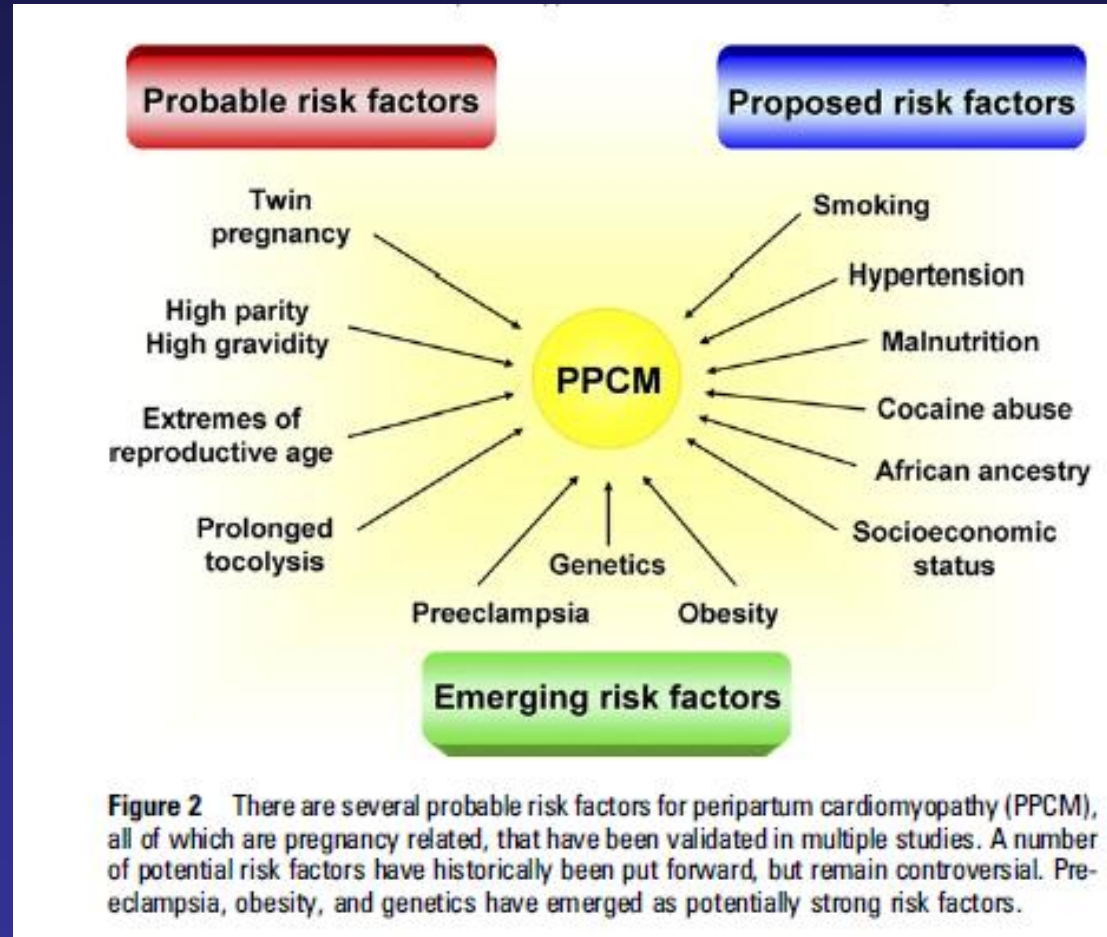 Probable risk factors
Proposed risk factors
Twin
pregnancy
High parity
High gravidity
Extremes of
reproductive age
Prolonged
tocolysis
Smoking
Hypertension
Malnutrition
Cocaine abuse
African ancestry
Socioeconomic
status
PPCM
Genetics
Preeclampsia
Obesity
Emerging risk factors
Figure 2 There are several probable risk factors for peripartum cardiomyopathy (PPCM),
all of which are pregnancy related, that have been validated in multiple studies. A number
of potential risk factors have historically been put forward, but remain controversial. Pre-
eclampsia, obesity, and genetics have emerged as potentially strong risk factors.